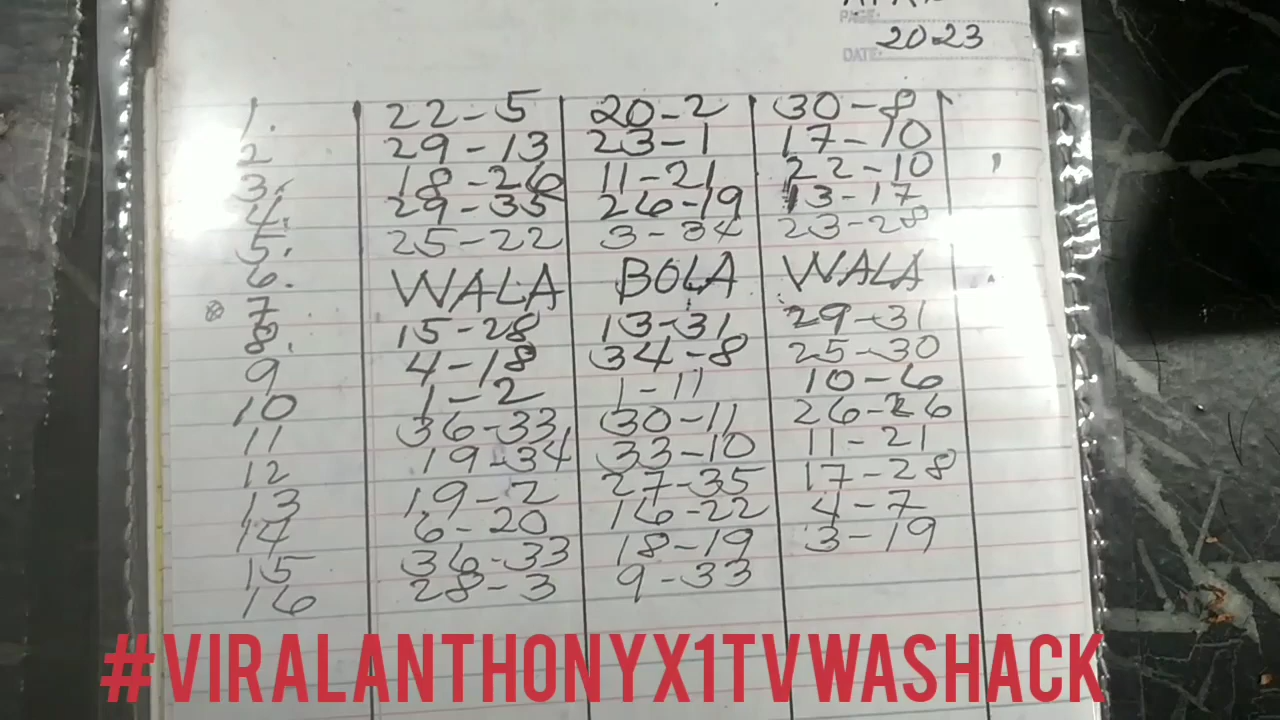 PAGE:
DATE: 2023
1. 22-5 20-2 30-8
2 29-13 23-1 17-10
3. 18-26 11-21 22-10
4. 29-35 26-19 13-17
5. 25-22 3-34 23-28
6. WALA BOLA WALA
7
8. 15-28 13-31 29-31
9 4-18 34-8 25-30
10 1-2 1-11 10-6
11 36-33 30-11 26-26
12 19-34 33-10 11-21
13 19-2 27-35 17-28
14 6-20 16-22 4-7
15 36-33 18-19 3-19
16 28-3 9-33
#VIRALANTHONYX1TVWASHACK